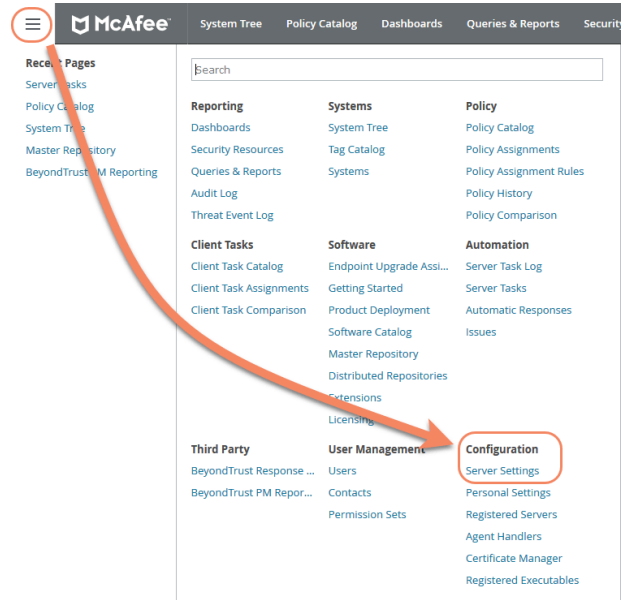 McAfee
System Tree
Policy Catalog
Dashboards
Queries & Reports
Security
Recent Pages
Server Tasks
Policy Catalog
System Tree
Master Repository
BeyondTrust PM Reporting
Search
Reporting
Dashboards
Security Resources
Queries & Reports
Audit Log
Threat Event Log
Systems
System Tree
Tag Catalog
Systems
Policy
Policy Catalog
Policy Assignments
Policy Assignment Rules
Policy History
Policy Comparison
Client Tasks
Client Task Catalog
Client Task Assignments
Client Task Comparison
Software
Endpoint Upgrade Assi...
Getting Started
Product Deployment
Software Catalog
Master Repository
Distributed Repositories
Extensions
Licensing
Automation
Server Task Log
Server Tasks
Automatic Responses
Issues
Third Party
BeyondTrust Response ...
BeyondTrust PM Repor...
User Management
Users
Contacts
Permission Sets
Configuration
Server Settings
Personal Settings
Registered Servers
Agent Handlers
Certificate Manager
Registered Executables